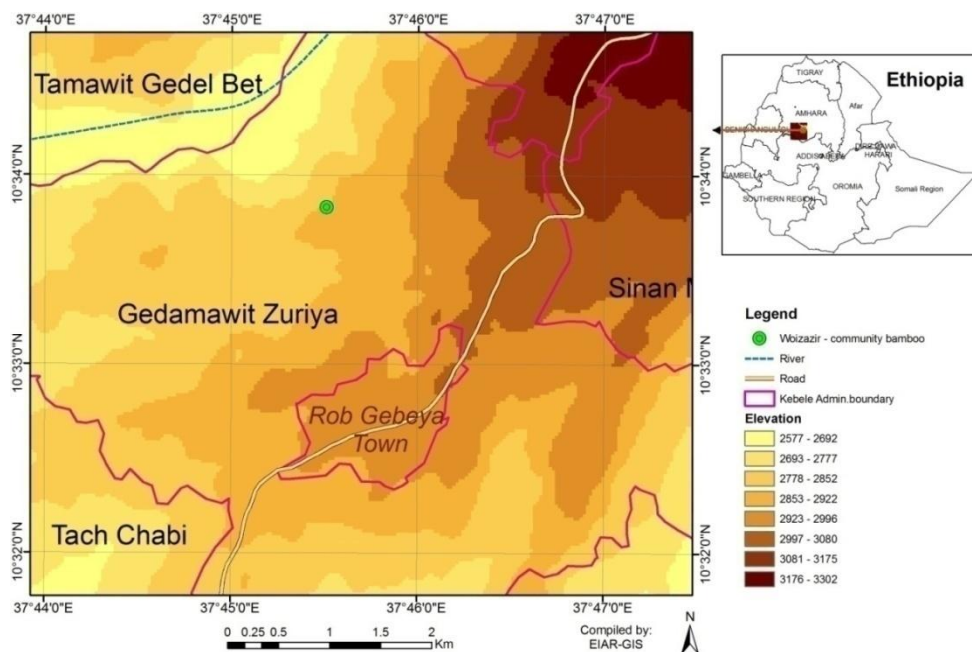 37°44'0"E
37°45'0"E
37°46'0"E
37°47'0"E
Tamawit Gedel Bet
10°34'0"N
10°34'0"N
Gedamawit Zuriya
Sinan M
10°33'0"N
10°33'0"N
Rob Gebeya
Town
Tach Chabi
10°32'0"N
10°32'0"N
37°44'0"E
37°45'0"E
37°46'0"E
37°47'0"E
0 0.25 0.5 1 1.5 2
Km
Compiled by:
EIAR-GIS
N
Ethiopia
TIGRAY
Afar
AMHARA
ADDIS
HARARI
GAMBELLA
OROMIA
Somali Region
SOUTHERN REGION
Legend
Woizazir - community bamboo
River
Road
Kebele Admin.boundary
Elevation
2577 - 2692
2693 - 2777
2778 - 2852
2853 - 2922
2923 - 2996
2997 - 3080
3081 - 3175
3176 - 3302